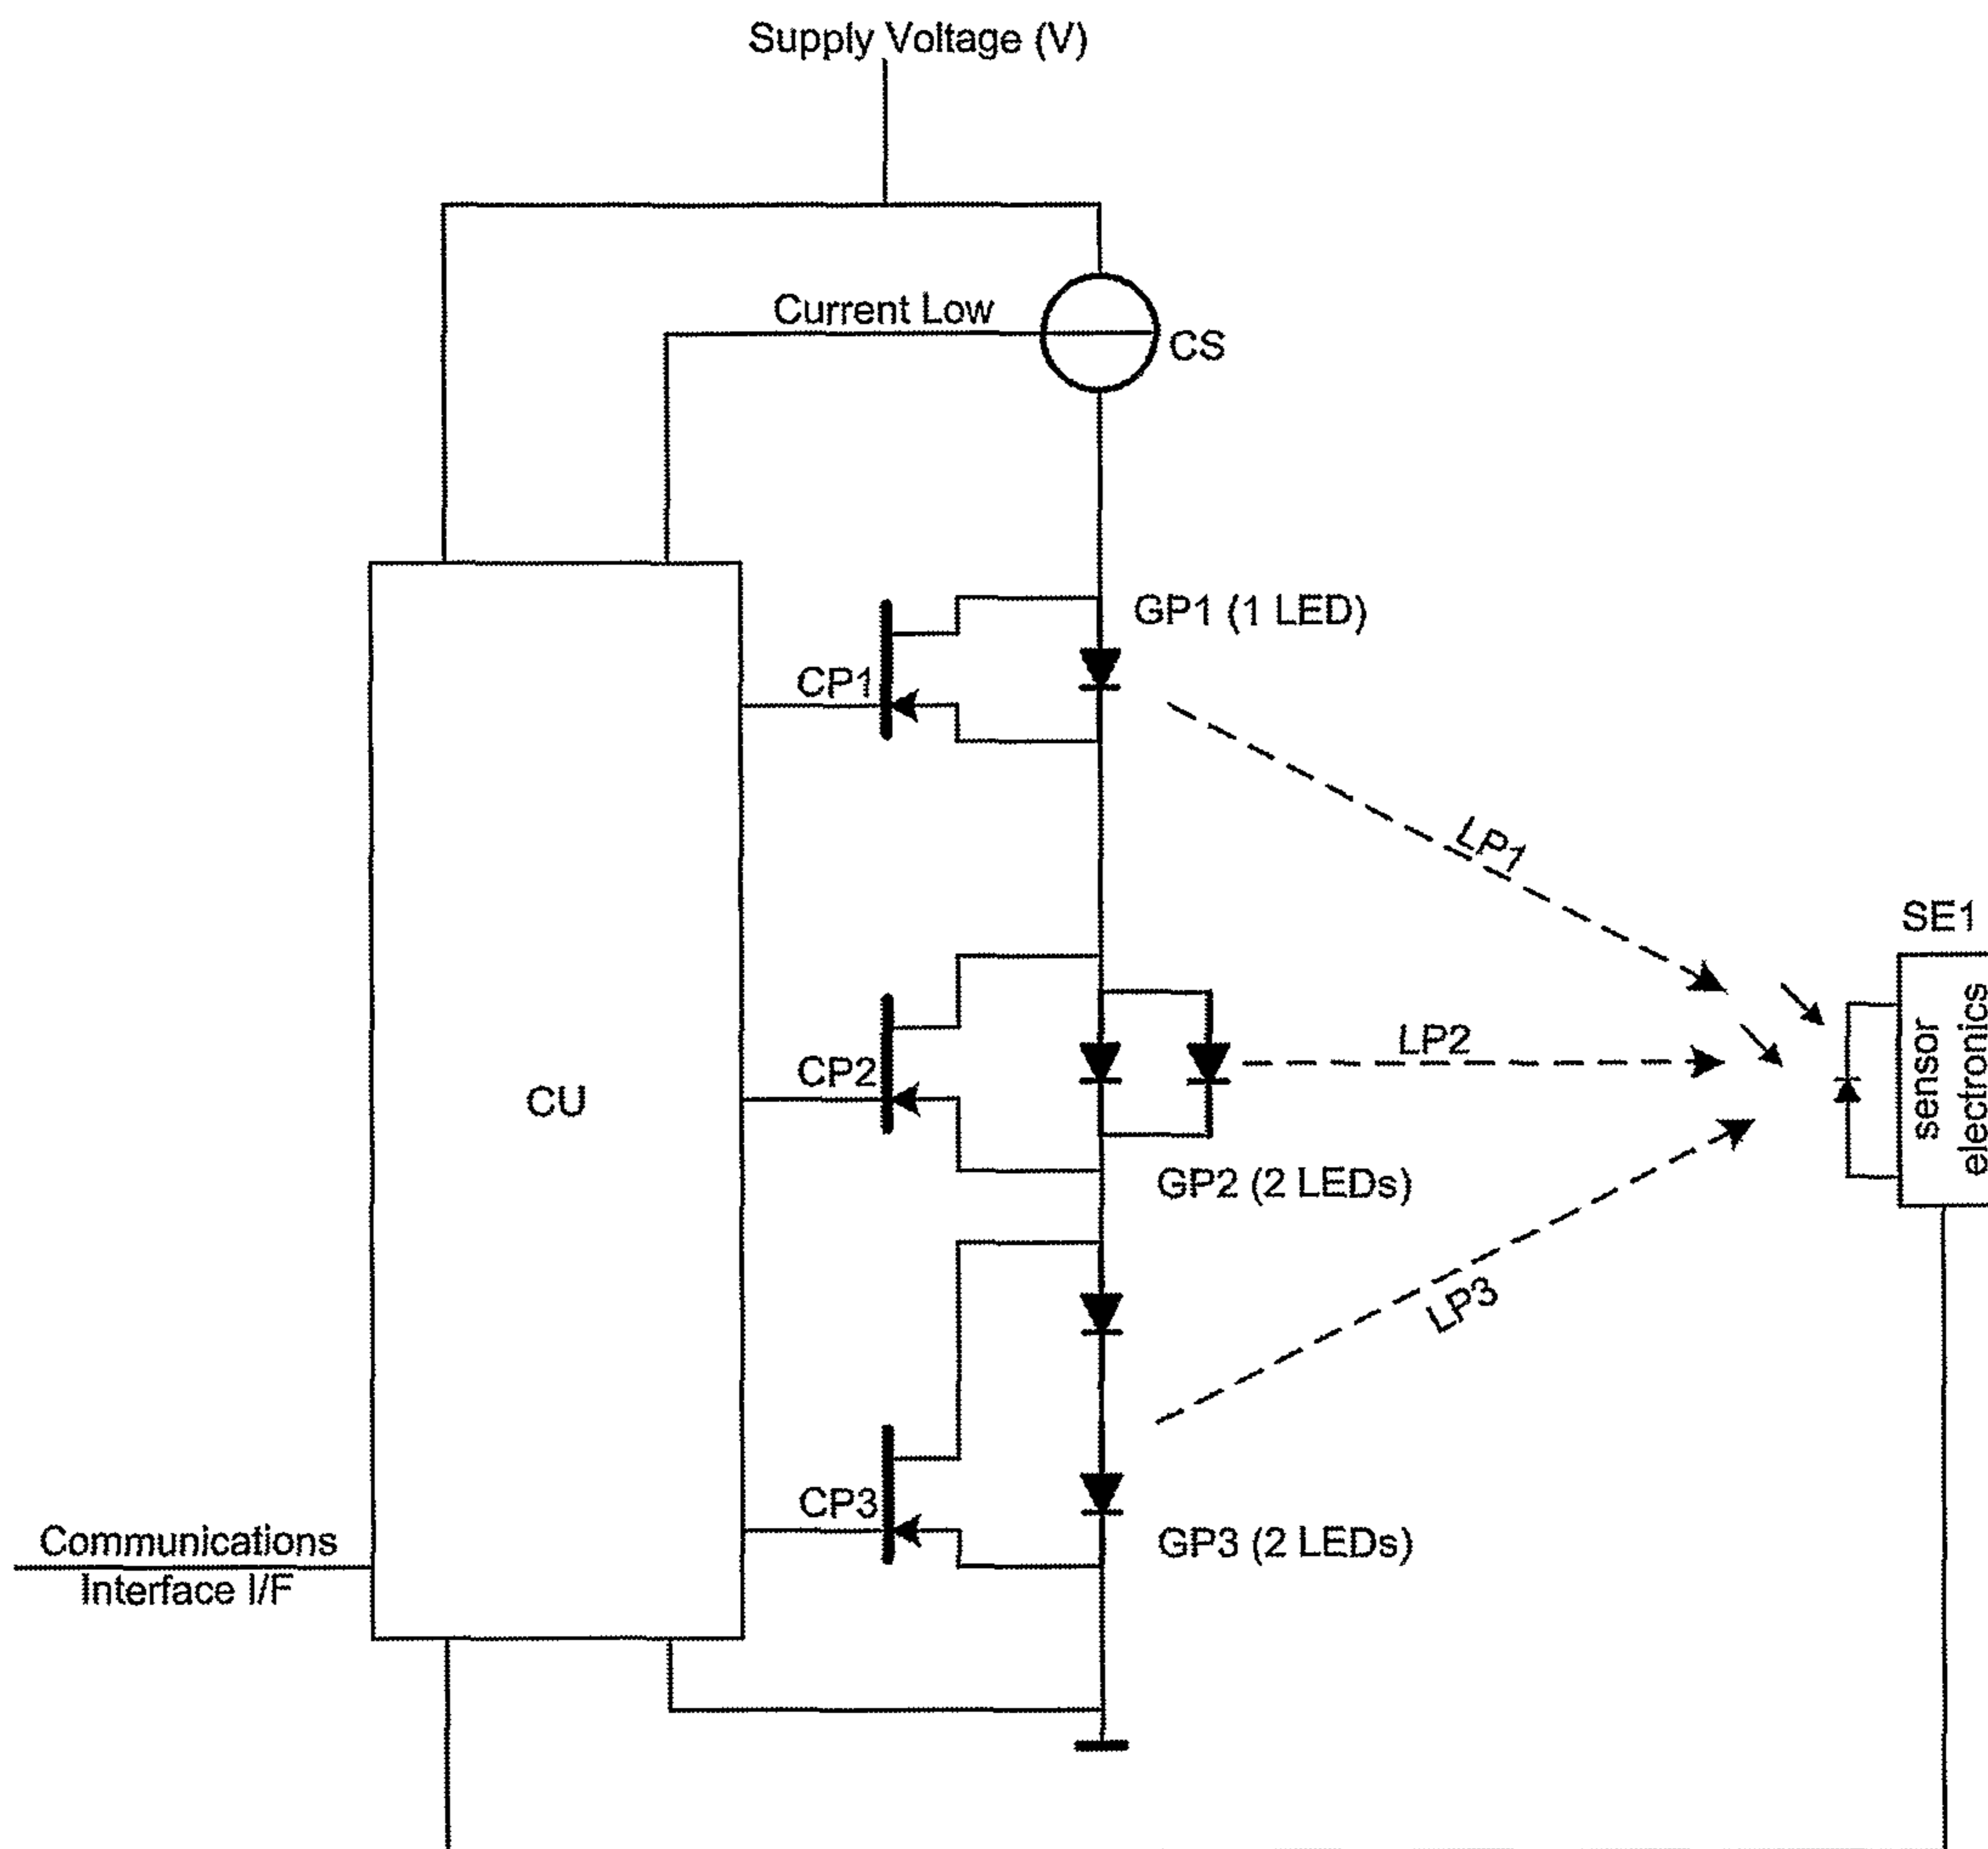 Supply Voltage (V)
Current Low
CS
GP1 (1 LED)
CP1
LP1
SE1
sensor
electronics
LP2
CP2
CU
GP2 (2 LEDs)
LP3
CP3
GP3 (2 LEDs)
Communications
Interface I/F